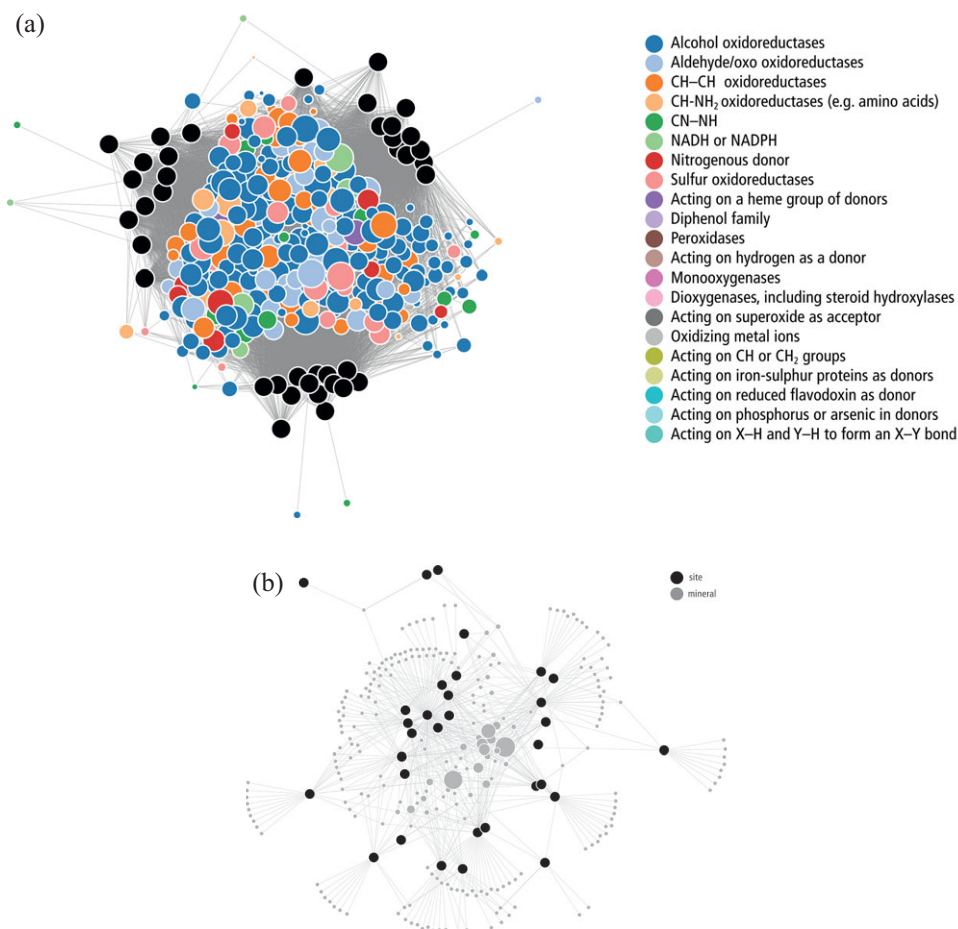 (a)
Alcohol oxidoreductases
Aldehyde/oxo oxidoreductases
CH–CH oxidoreductases
CH-NH₂ oxidoreductases (e.g. amino acids)
CN–NH
NADH or NADPH
Nitrogenous donor
Sulfur oxidoreductases
Acting on a heme group of donors
Diphenol family
Peroxidases
Acting on hydrogen as a donor
Monooxygenases
Dioxygenases, including steroid hydroxylases
Acting on superoxide as acceptor
Oxidizing metal ions
Acting on CH or CH₂ groups
Acting on iron-sulphur proteins as donors
Acting on reduced flavodoxin as donor
Acting on phosphorus or arsenic in donors
Acting on X–H and Y–H to form an X–Y bond
(b)
site
mineral